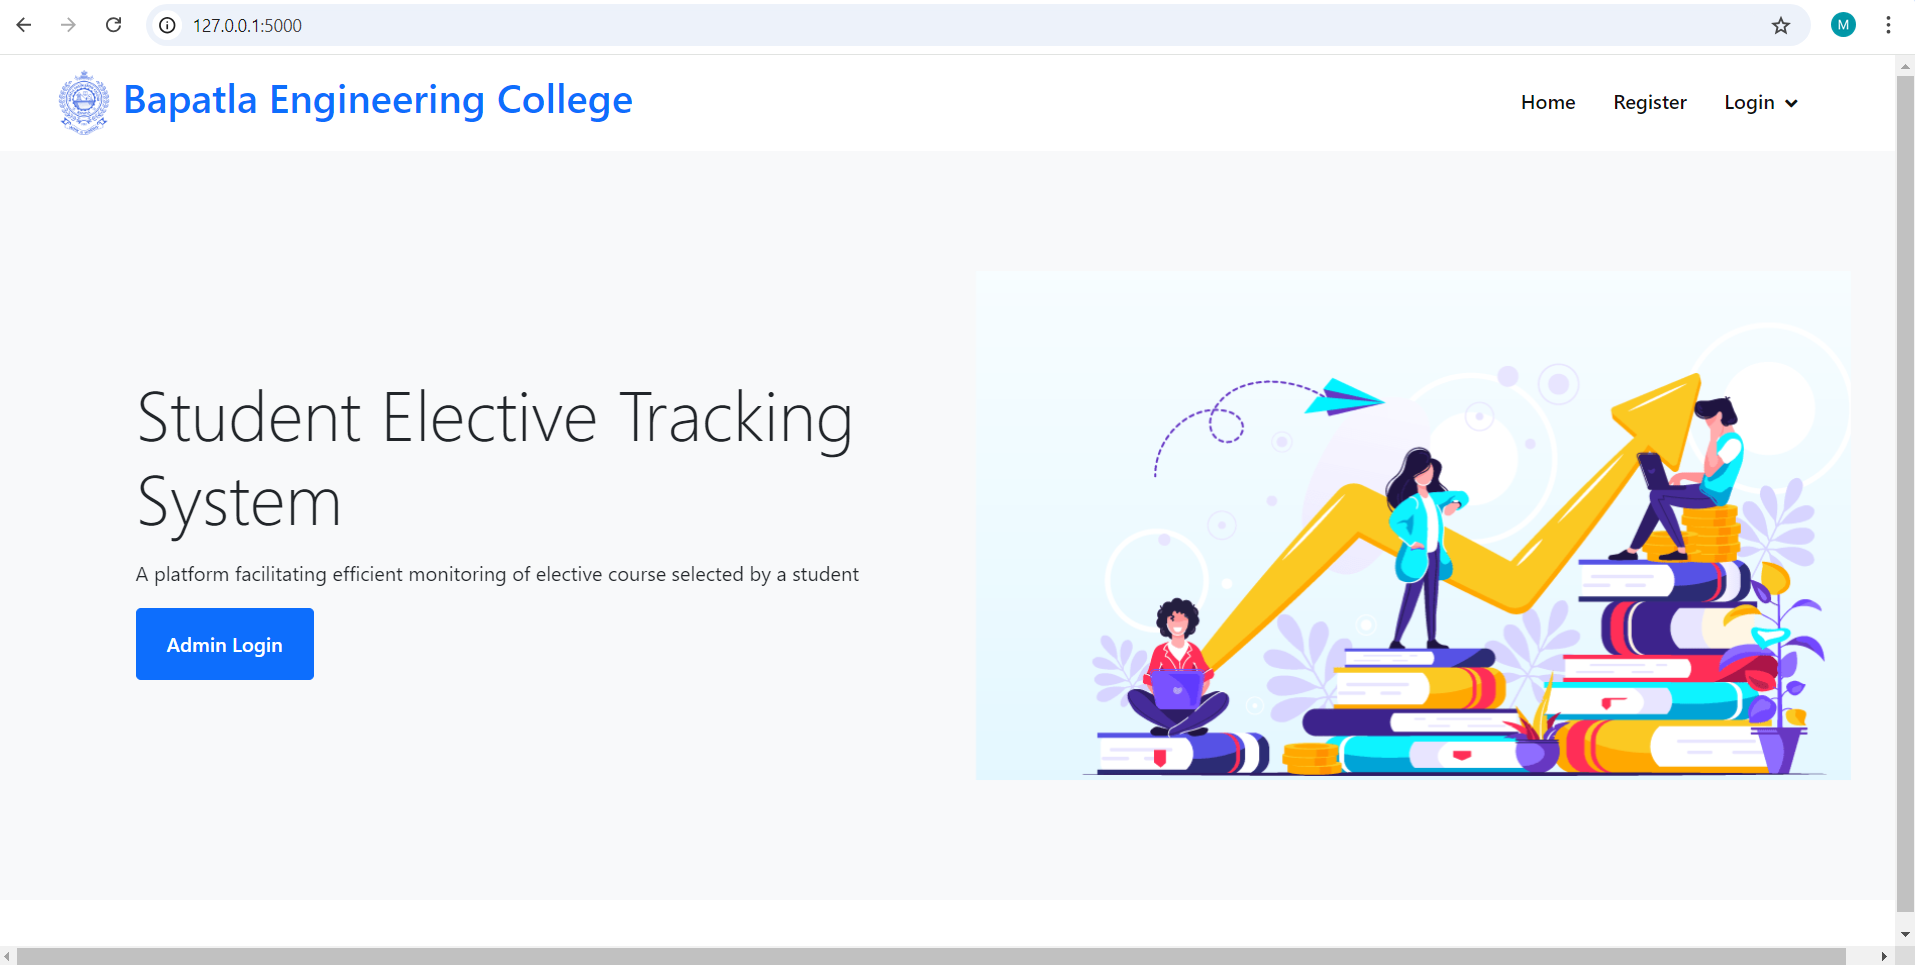 127.0.0.1:5000
M
Bapatla Engineering College
Home Register Login
Student Elective Tracking
System
A platform facilitating efficient monitoring of elective course selected by a student
Admin Login